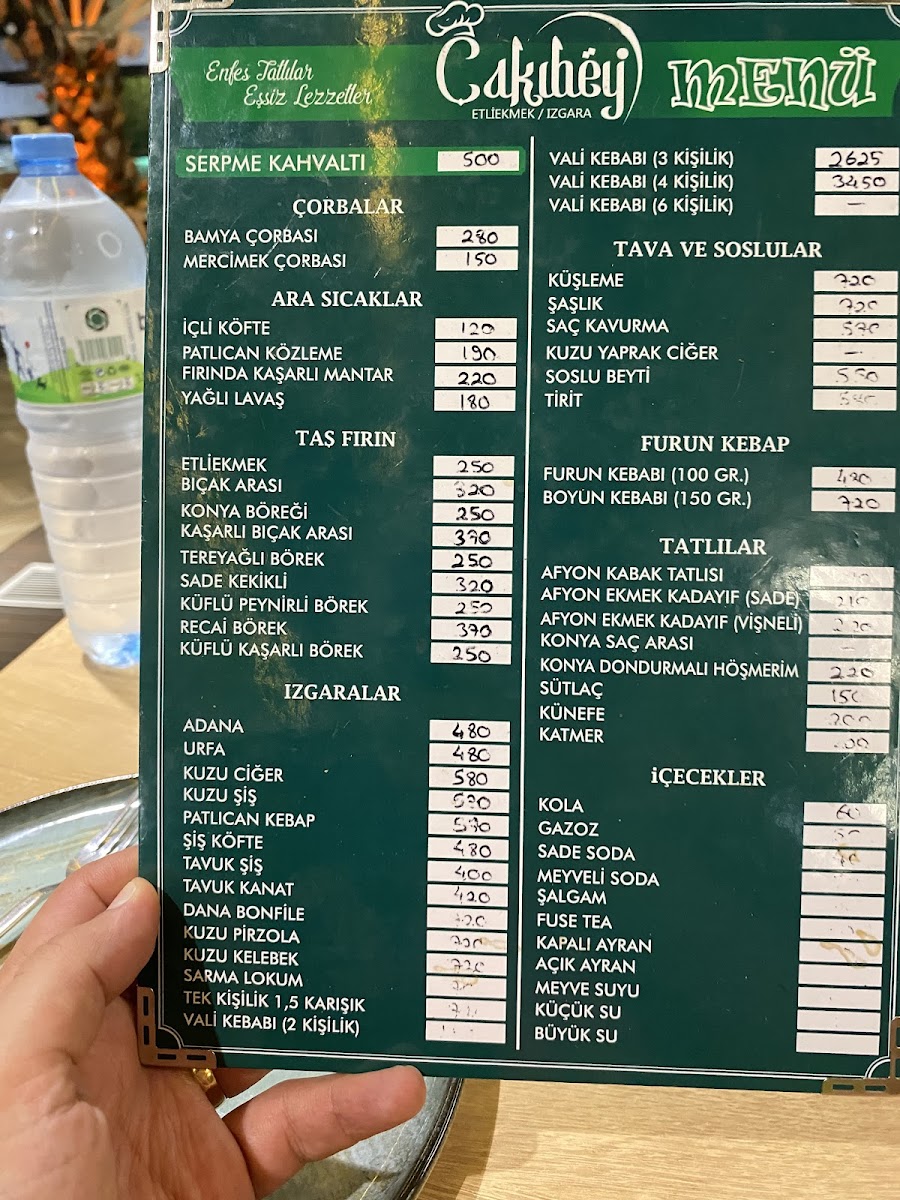 Enfes Tatlılar
Eşsiz Lezzetler
Cakıbey
ETLİEKMEK / IZGARA
MENÜ
SERPME KAHVALTI 500
ÇORBALAR
BAMYA ÇORBASI 280
MERCİMEK ÇORBASI 150
ARA SICAKLAR
İÇLİ KÖFTE 120
PATLICAN KÖZLEME 190
FIRINDA KAŞARLI MANTAR 220
YAĞLI LAVAŞ 180
TAŞ FIRIN
ETLİEKMEK 250
BIÇAK ARASI 320
KONYA BÖREĞİ 250
KAŞARLI BIÇAK ARASI 370
TEREYAĞLI BÖREK 250
SADE KEKİKLİ 320
KÜFLÜ PEYNİRLİ BÖREK 250
RECAİ BÖREK 370
KÜFLÜ KAŞARLI BÖREK 250
IZGARALAR
ADANA 480
URFA 480
KUZU CİĞER 580
KUZU ŞİŞ
PATLICAN KEBAP
ŞİŞ KÖFTE 480
TAVUK ŞİŞ 400
TAVUK KANAT 420
DANA BONFİLE
KUZU PİRZOLA
KUZU KELEBEK 720
SARMA LOKUM
TEK KİŞİLİK 1,5 KARIŞIK
VALİ KEBABI (2 KİŞİLİK)
VALİ KEBABI (3 KİŞİLİK) 2625
VALİ KEBABI (4 KİŞİLİK) 3450
VALİ KEBABI (6 KİŞİLİK) —
TAVA VE SOSLULAR
KÜŞLEME 720
ŞAŞLIK 720
SAÇ KAVURMA 570
KUZU YAPRAK CİĞER —
SOSLU BEYTİ 550
TİRİT
FURUN KEBAP
FURUN KEBABI (100 GR.)
BOYUN KEBABI (150 GR.) 720
TATLILAR
AFYON KABAK TATLISI
AFYON EKMEK KADAYIF (SADE) 210
AFYON EKMEK KADAYIF (VİŞNELİ)
KONYA SAÇ ARASI —
KONYA DONDURMALI HÖŞMERİM 220
SÜTLAÇ 150
KÜNEFE 200
KATMER
İÇECEKLER
KOLA 60
GAZOZ
SADE SODA
MEYVELİ SODA
ŞALGAM
FUSE TEA
KAPALI AYRAN
AÇIK AYRAN
MEYVE SUYU
KÜÇÜK SU
BÜYÜK SU